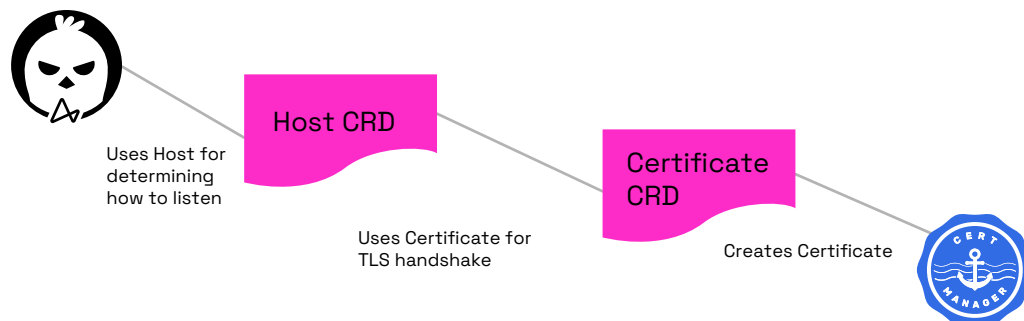 Host CRD
Uses Host for
determining
how to listen
Certificate
CRD
Uses Certificate for
TLS handshake
Creates Certificate
CERT
MANAGER